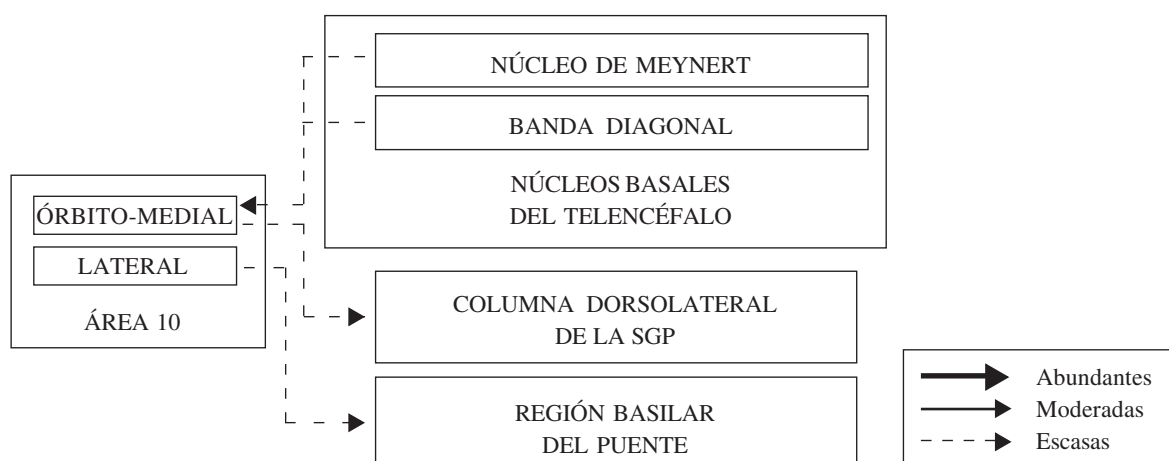 NÚCLEO DE MEYNERT
BANDA DIAGONAL
NÚCLEOS BASALES
DEL TELENCÉFALO
ÓRBITO-MEDIAL
LATERAL
ÁREA 10
COLUMNA DORSOLATERAL
DE LA SGP
REGIÓN BASILAR
DEL PUENTE
Abundantes
Moderadas
Escasas